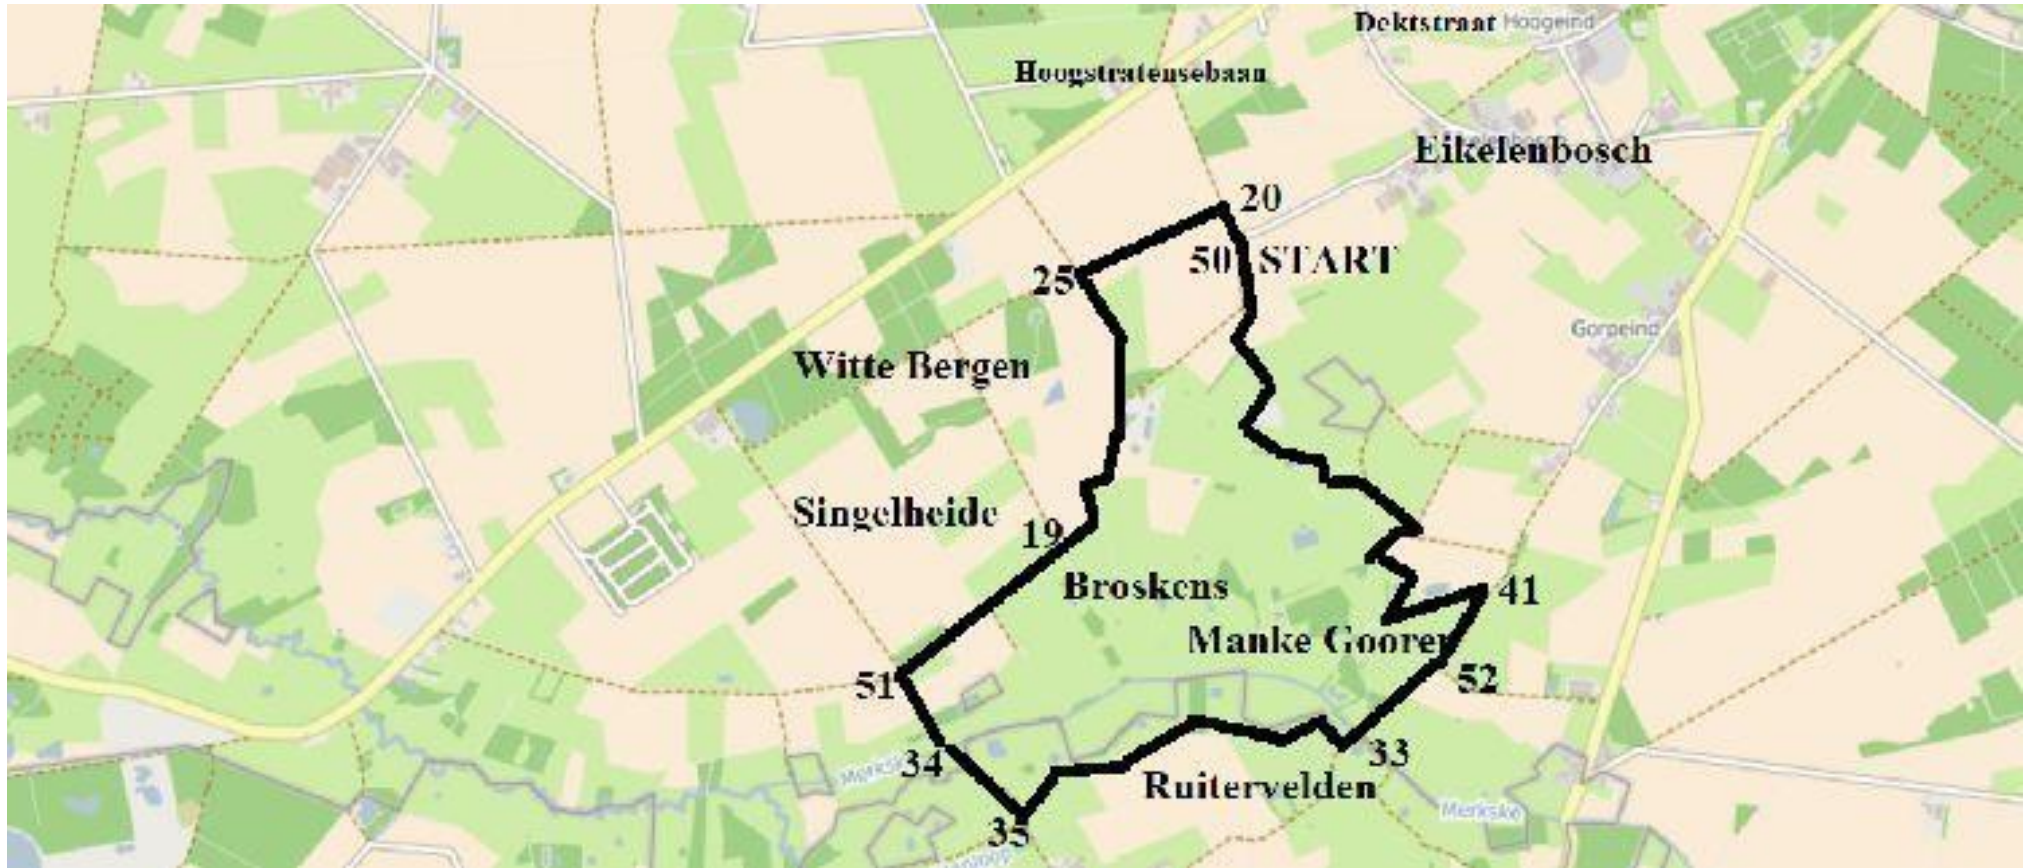 Dektstraat Hoogeind
Hoogstratensebaan
Eikelenbosch
20
50 START
25
Gorpeind
Witte Bergen
Singelheide
19
Broskens
41
Manke Gooren
51
52
34
33
Ruitervelden
Merkske
35